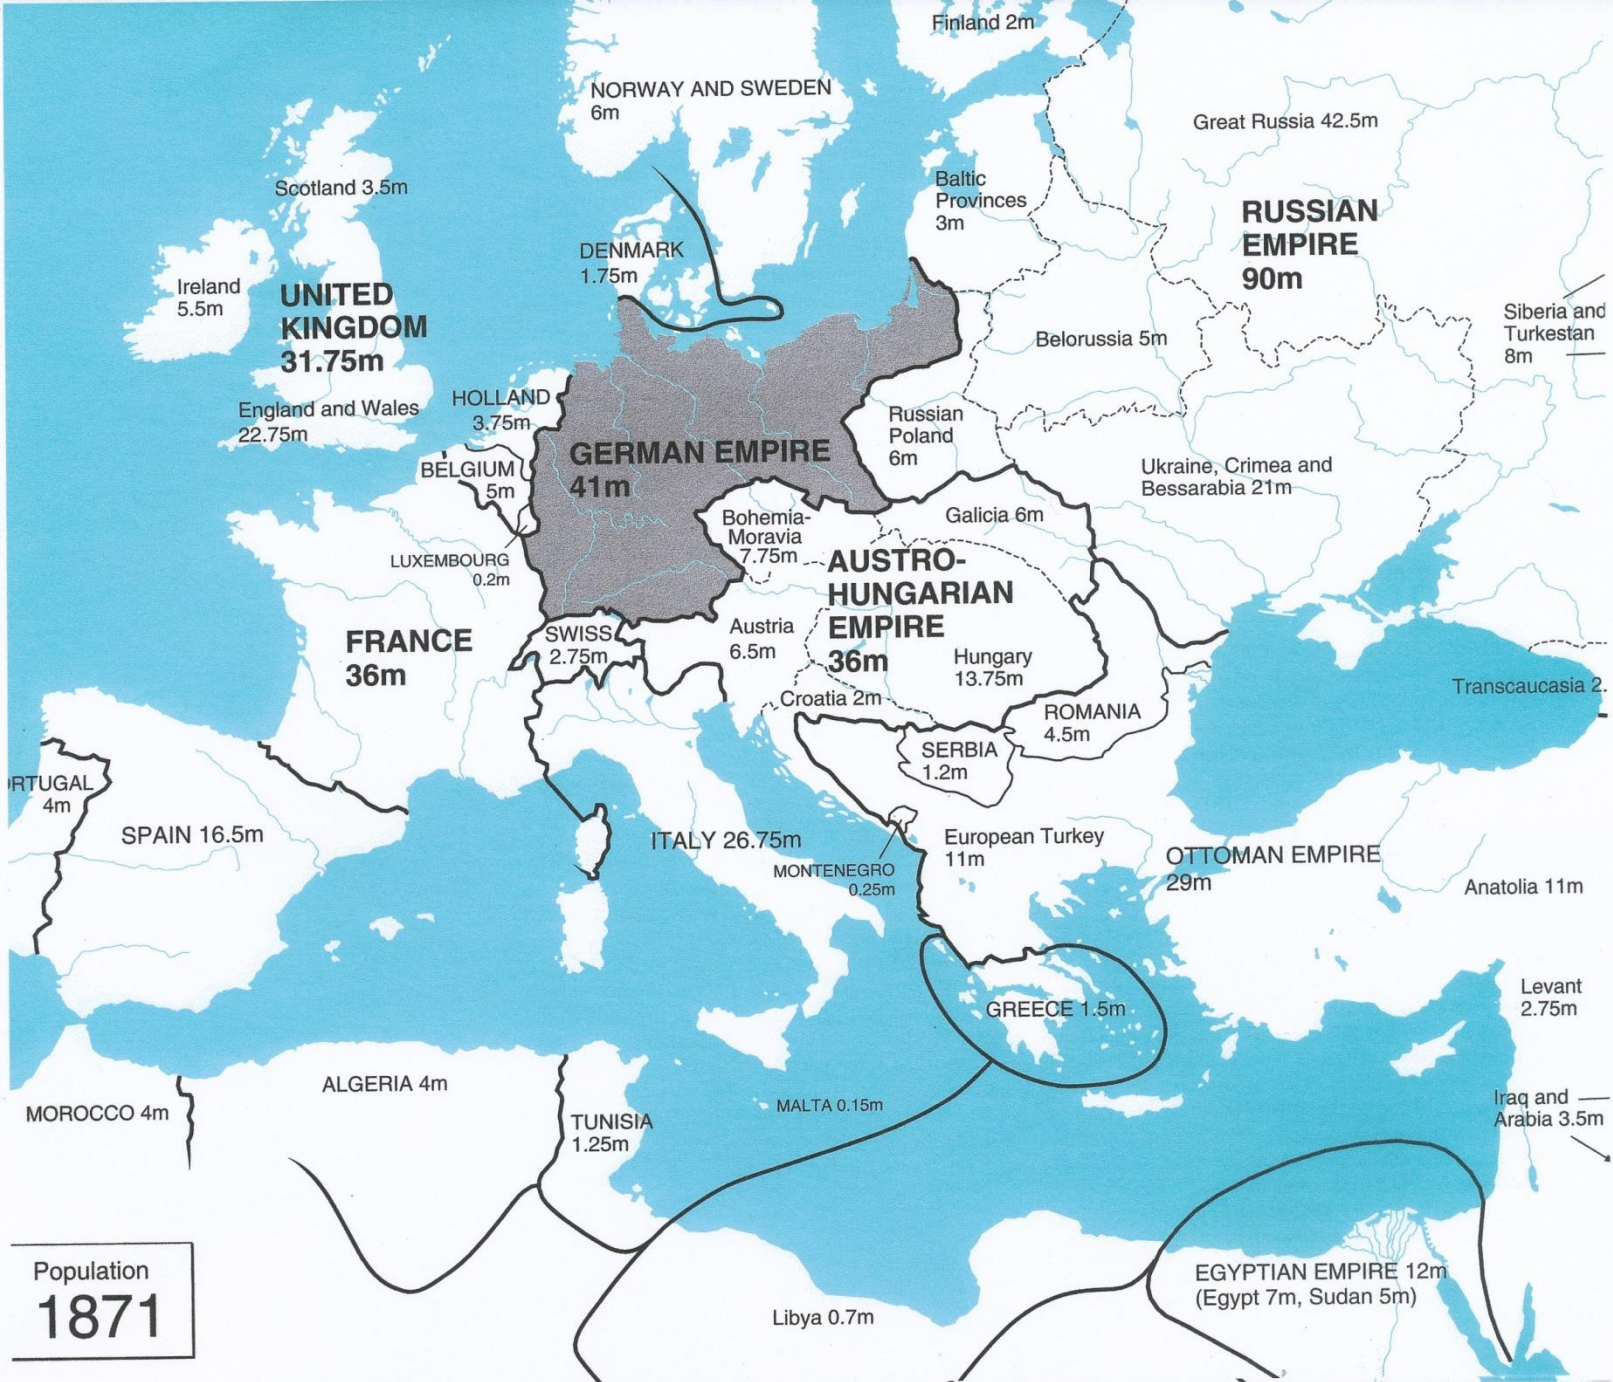 Finland 2m
NORWAY AND SWEDEN
6m
Great Russia 42.5m
Scotland 3.5m
Baltic
Provinces
3m
RUSSIAN
EMPIRE
90m
DENMARK
1.75m
Ireland
5.5m
UNITED
KINGDOM
31.75m
Siberia and
Turkestan
8m
Belorussia 5m
HOLLAND
3.75m
England and Wales
22.75m
Russian
Poland
6m
GERMAN EMPIRE
41m
BELGIUM
5m
Ukraine, Crimea and
Bessarabia 21m
Bohemia-
Moravia
7.75m
Galicia 6m
LUXEMBOURG
0.2m
AUSTRO-
HUNGARIAN
EMPIRE
36m
FRANCE
36m
SWISS
2.75m
Austria
6.5m
Hungary
13.75m
Croatia 2m
Transcaucasia 2.
ROMANIA
4.5m
SERBIA
1.2m
RTUGAL
4m
SPAIN 16.5m
ITALY 26.75m
European Turkey
11m
MONTENEGRO
0.25m
OTTOMAN EMPIRE
29m
Anatolia 11m
GREECE 1.5m
Levant
2.75m
ALGERIA 4m
MOROCCO 4m
MALTA 0.15m
TUNISIA
1.25m
Iraq and
Arabia 3.5m
Population
1871
EGYPTIAN EMPIRE 12m
(Egypt 7m, Sudan 5m)
Libya 0.7m